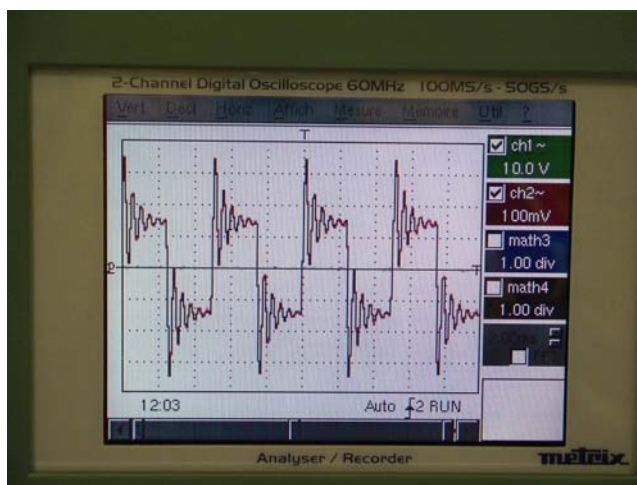 2-Channel Digital Oscilloscope 60MHz 100MS/s - 50GS/s
Vert Decl Horiz Affich Mesure Memoire Util ?
T
ch1 ~
10.0 V
ch2~
100mV
math3
1.00 div
math4
1.00 div
2
T
12:03 Auto 2 RUN
Analyser / Recorder
metrix